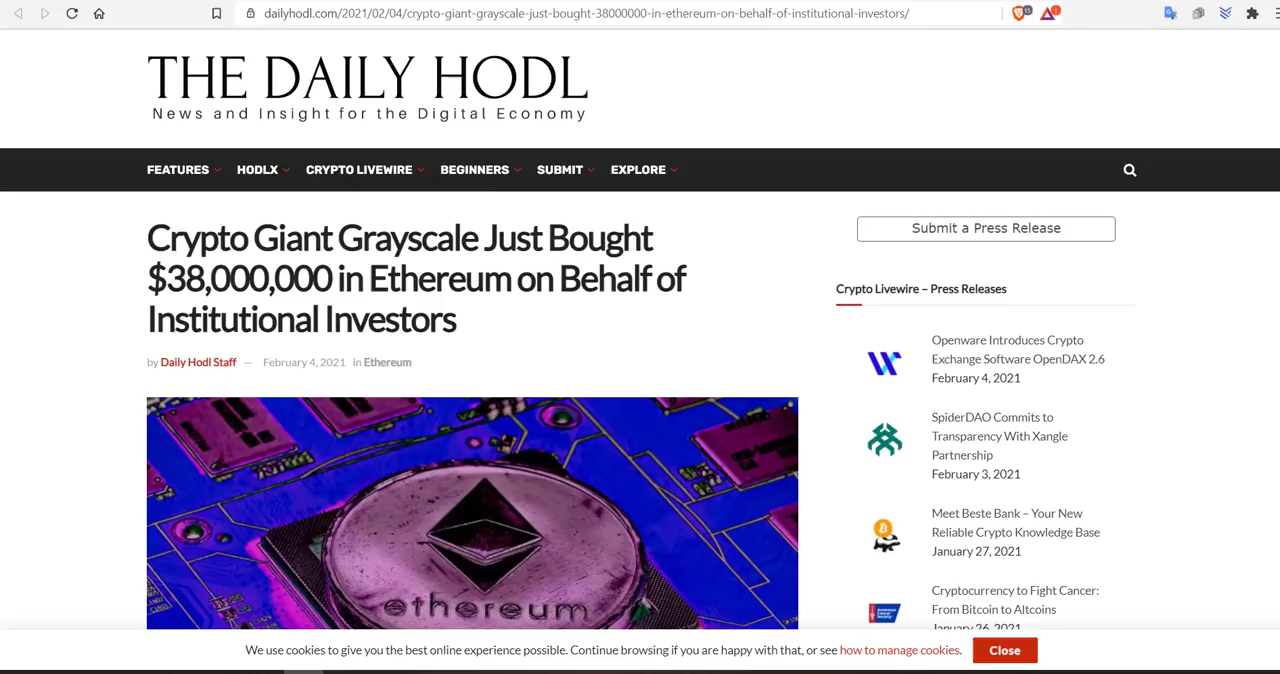 dailyhodl.com/2021/02/04/crypto-giant-grayscale-just-bought-38000000-in-ethereum-on-behalf-of-institutional-investors/
15
1
THE DAILY HODL
News and Insight for the Digital Economy
FEATURES HODLX CRYPTO LIVEWIRE BEGINNERS SUBMIT EXPLORE
Crypto Giant Grayscale Just Bought
$38,000,000 in Ethereum on Behalf of
Institutional Investors
by Daily Hodl Staff — February 4, 2021 in Ethereum
ethereum
Submit a Press Release
Crypto Livewire – Press Releases
Openware Introduces Crypto
Exchange Software OpenDAX 2.6
February 4, 2021
SpiderDAO Commits to
Transparency With Xangle
Partnership
February 3, 2021
Meet Beste Bank – Your New
Reliable Crypto Knowledge Base
January 27, 2021
Cryptocurrency to Fight Cancer:
From Bitcoin to Altcoins
January 26, 2021
We use cookies to give you the best online experience possible. Continue browsing if you are happy with that, or see how to manage cookies.
Close